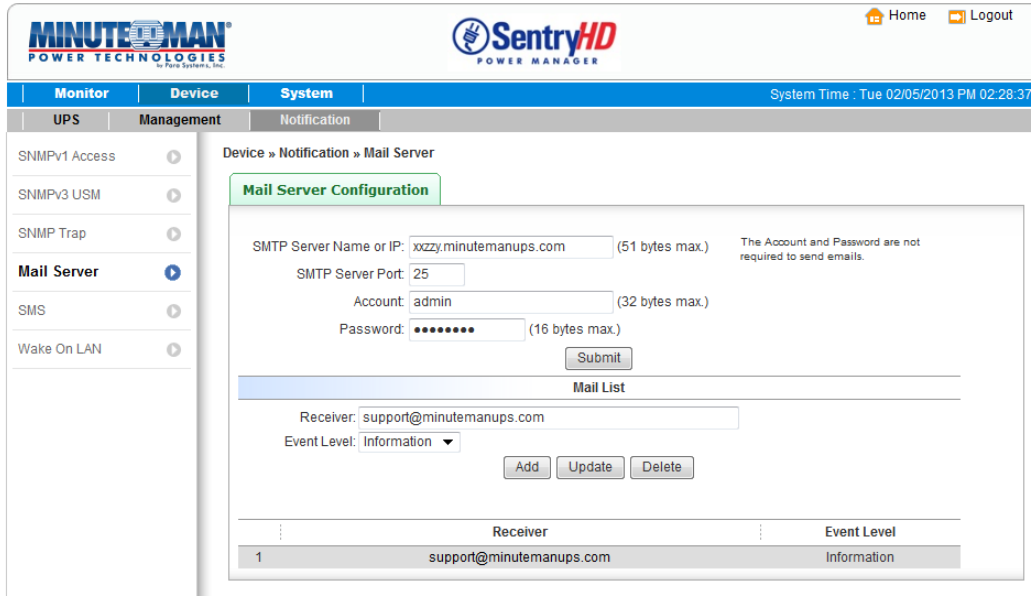 Home Logout
MINUTEMAN®
POWER TECHNOLOGIES
by Para Systems, Inc.
SentryHD
POWER MANAGER
Monitor Device System System Time : Tue 02/05/2013 PM 02:28:37
UPS Management Notification
SNMPv1 Access
SNMPv3 USM
SNMP Trap
Mail Server
SMS
Wake On LAN
Device » Notification » Mail Server
Mail Server Configuration
SMTP Server Name or IP: xxzzy.minutemanups.com (51 bytes max.)
The Account and Password are not
required to send emails.
SMTP Server Port: 25
Account: admin (32 bytes max.)
Password: •••••••• (16 bytes max.)
Submit
Mail List
Receiver: support@minutemanups.com
Event Level: Information
Add Update Delete
Receiver Event Level
1 support@minutemanups.com Information